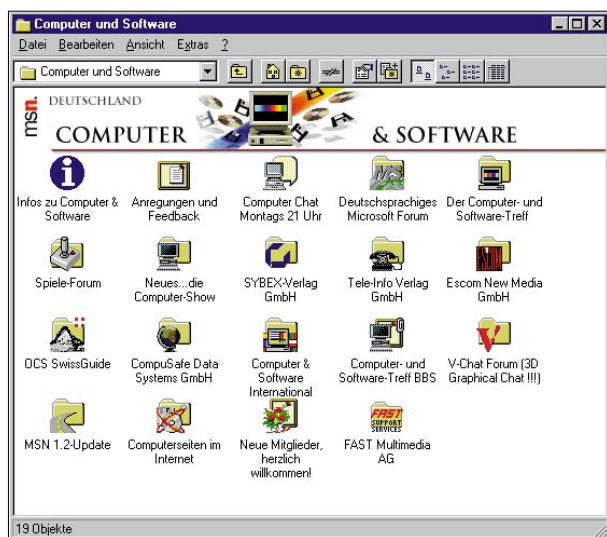 Computer und Software
Datei Bearbeiten Ansicht Extras ?
Computer und Software
msn.
DEUTSCHLAND
COMPUTER & SOFTWARE
Infos zu Computer &
Software
Anregungen und
Feedback
Computer Chat
Montags 21 Uhr
Deutschsprachiges
Microsoft Forum
Der Computer- und
Software-Treff
Spiele-Forum
Neues...die
Computer-Show
SYBEX-Verlag
GmbH
Tele-Info Verlag
GmbH
Escom New Media
GmbH
OCS SwissGuide
CompuSafe Data
Systems GmbH
Computer &
Software
International
Computer- und
Software-Treff BBS
V-Chat Forum (3D
Graphical Chat !!!)
MSN 1.2-Update
Computerseiten im
Internet
Neue Mitglieder,
herzlich
willkommen!
FAST
SUPPORT
SERVICES
FAST Multimedia
AG
19 Objekte